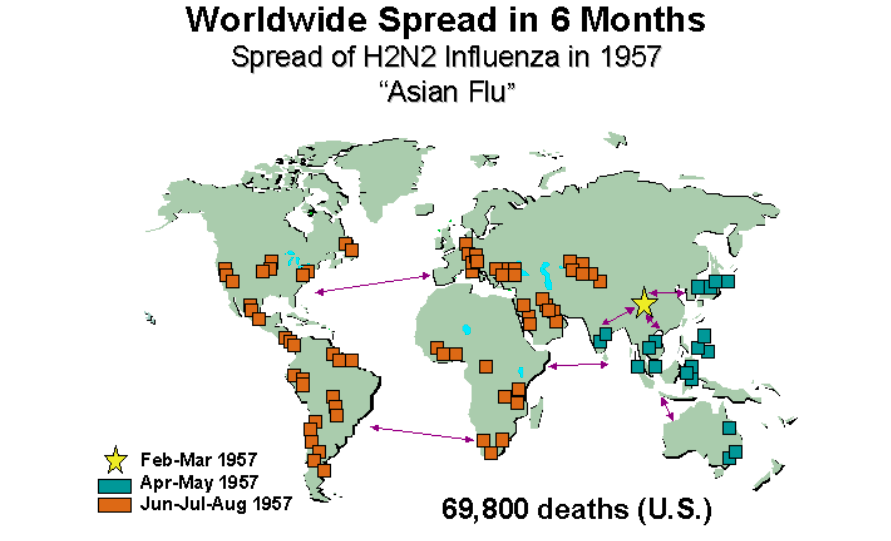 Worldwide Spread in 6 Months
Spread of H2N2 Influenza in 1957
“Asian Flu”
Feb-Mar 1957
Apr-May 1957
Jun-Jul-Aug 1957
69,800 deaths (U.S.)